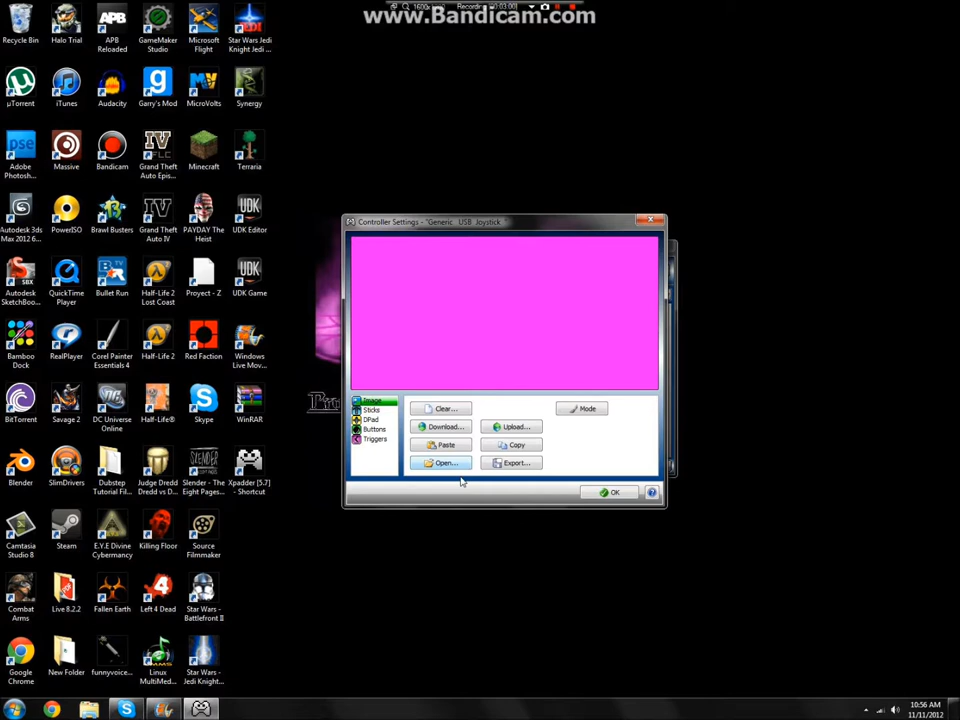 www.Bandicam.com
Recycle Bin
Halo Trial
APB
Reloaded
GameMaker
Studio
Microsoft
Flight
Star Wars Jedi
Knight Jedi ...
µTorrent
iTunes
Audacity
Garry's Mod
MicroVolts
Synergy
Adobe
Photosh...
Massive
Bandicam
Grand Theft
Auto Epis...
Minecraft
Terraria
Autodesk 3ds
Max 2012 6...
PowerISO
Brawl Busters
Grand Theft
Auto IV
PAYDAY The
Heist
UDK Editor
Autodesk
SketchBoo...
QuickTime
Player
Bullet Run
Half-Life 2
Lost Coast
Proyect - Z
UDK Game
Bamboo
Dock
RealPlayer
Corel Painter
Essentials 4
Half-Life 2
Red Faction
Windows
Live Mov...
BitTorrent
Savage 2
DC Universe
Online
Half-Life®
Skype
WinRAR
Blender
SlimDrivers
Dubstep
Tutorial Fil...
Judge Dredd
Dredd vs D...
Slender - The
Eight Pages...
Xpadder [5.7]
- Shortcut
Camtasia
Studio 8
Steam
E.Y.E Divine
Cybermancy
Killing Floor
Source
Filmmaker
Combat
Arms
Live 8.2.2
Fallen Earth
Left 4 Dead
Star Wars -
Battlefront II
Google
Chrome
New Folder
funnyvoice...
Linux
MultiMed...
Star Wars -
Jedi Knight...
Controller Settings - "Generic USB Joystick
Image
Sticks
DPad
Buttons
Triggers
Clear...
Mode
Download...
Upload...
Paste
Copy
Open...
Export...
OK
10:56 AM
11/11/2012